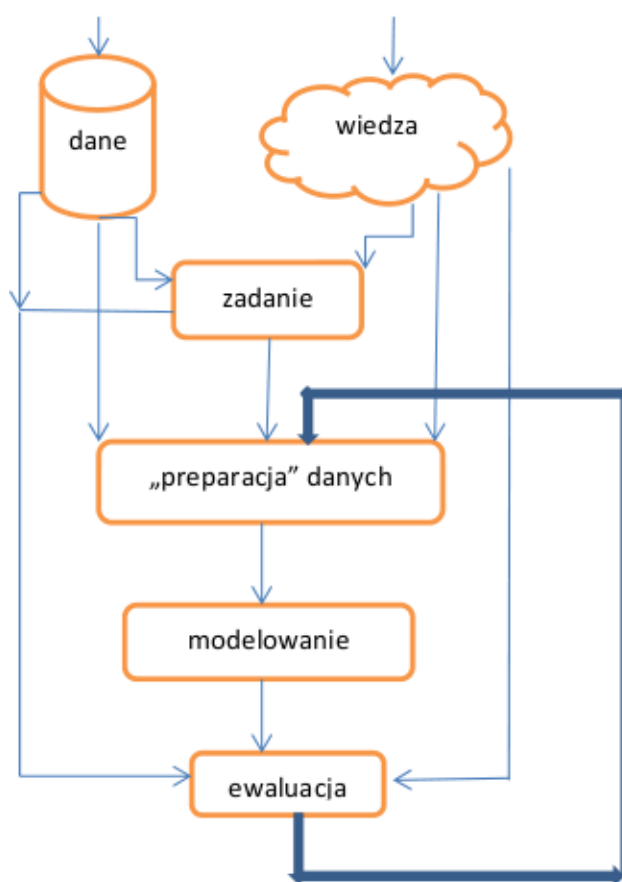 dane
wiedza
zadanie
„preparacja” danych
modelowanie
ewaluacja